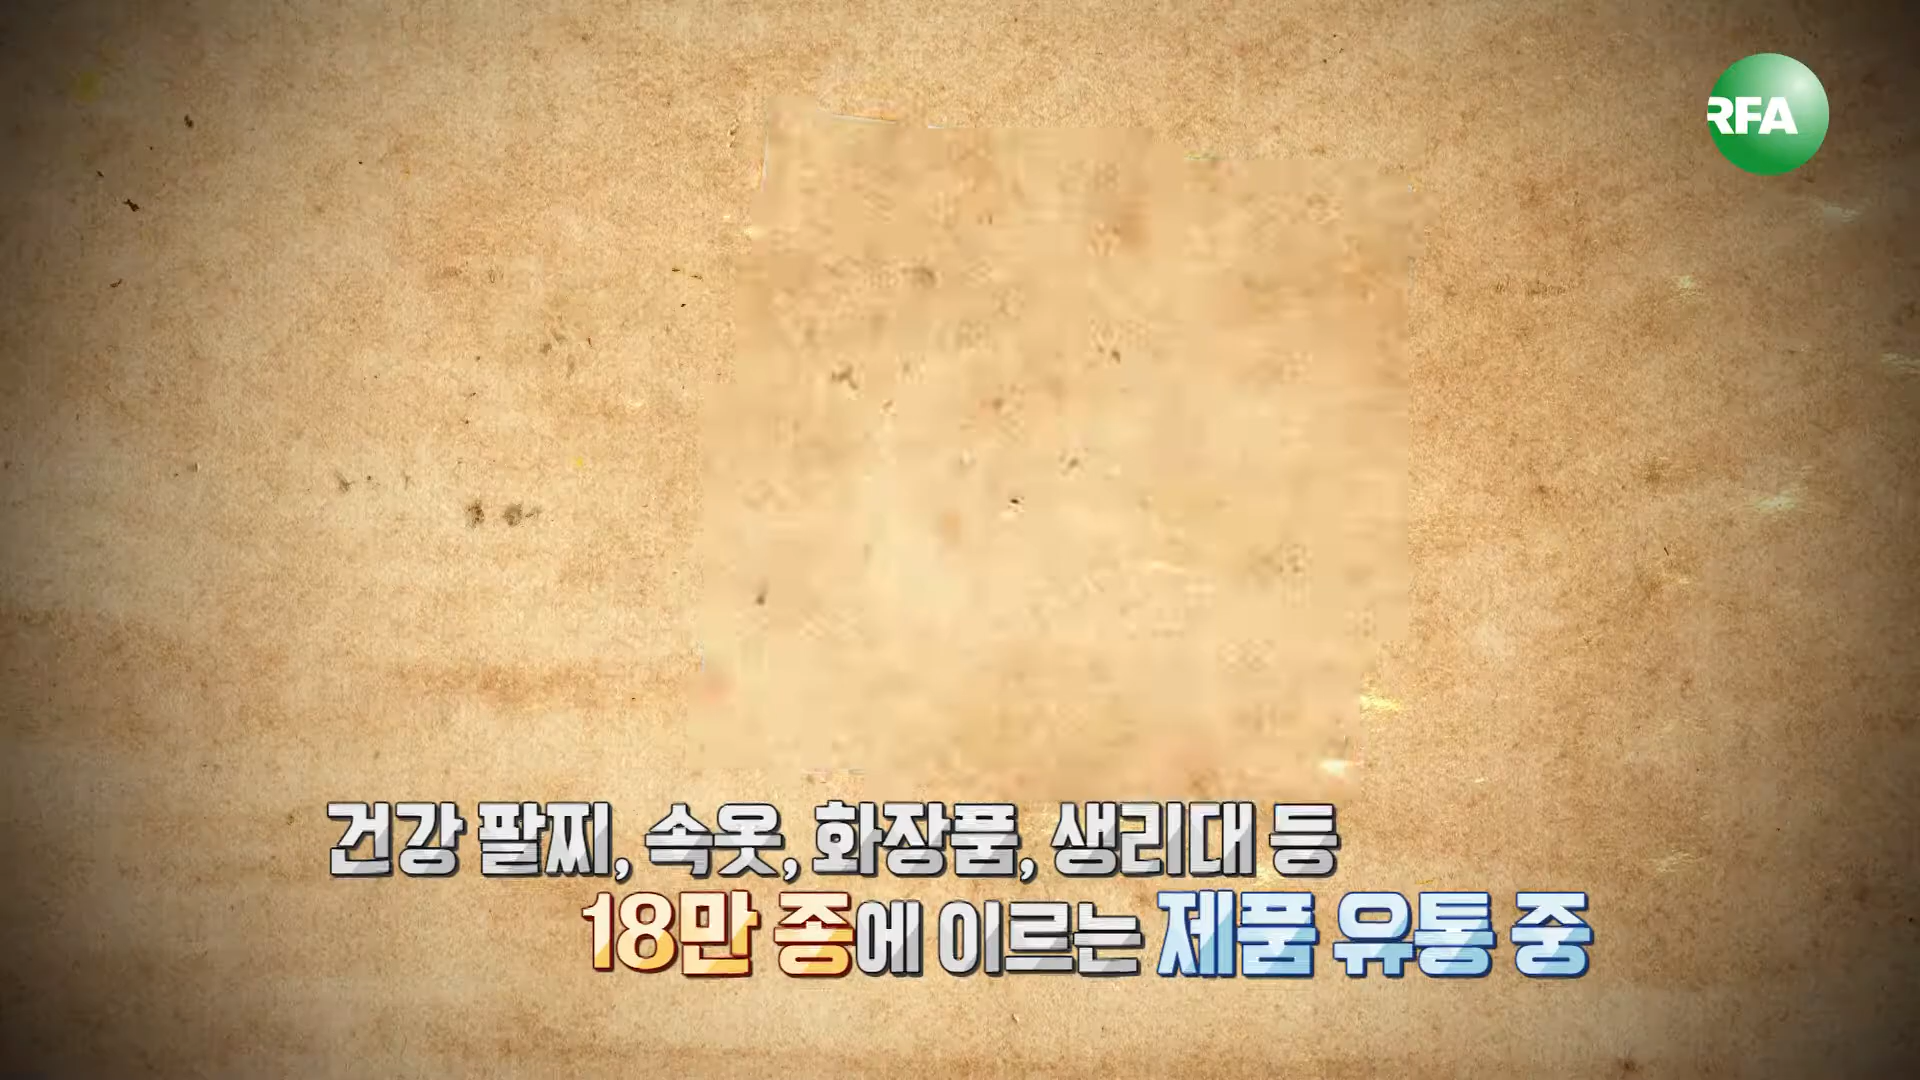 RFA
건강 팔찌, 속옷, 화장품, 생리대 등
18만 종에 이르는 제품 유통 중